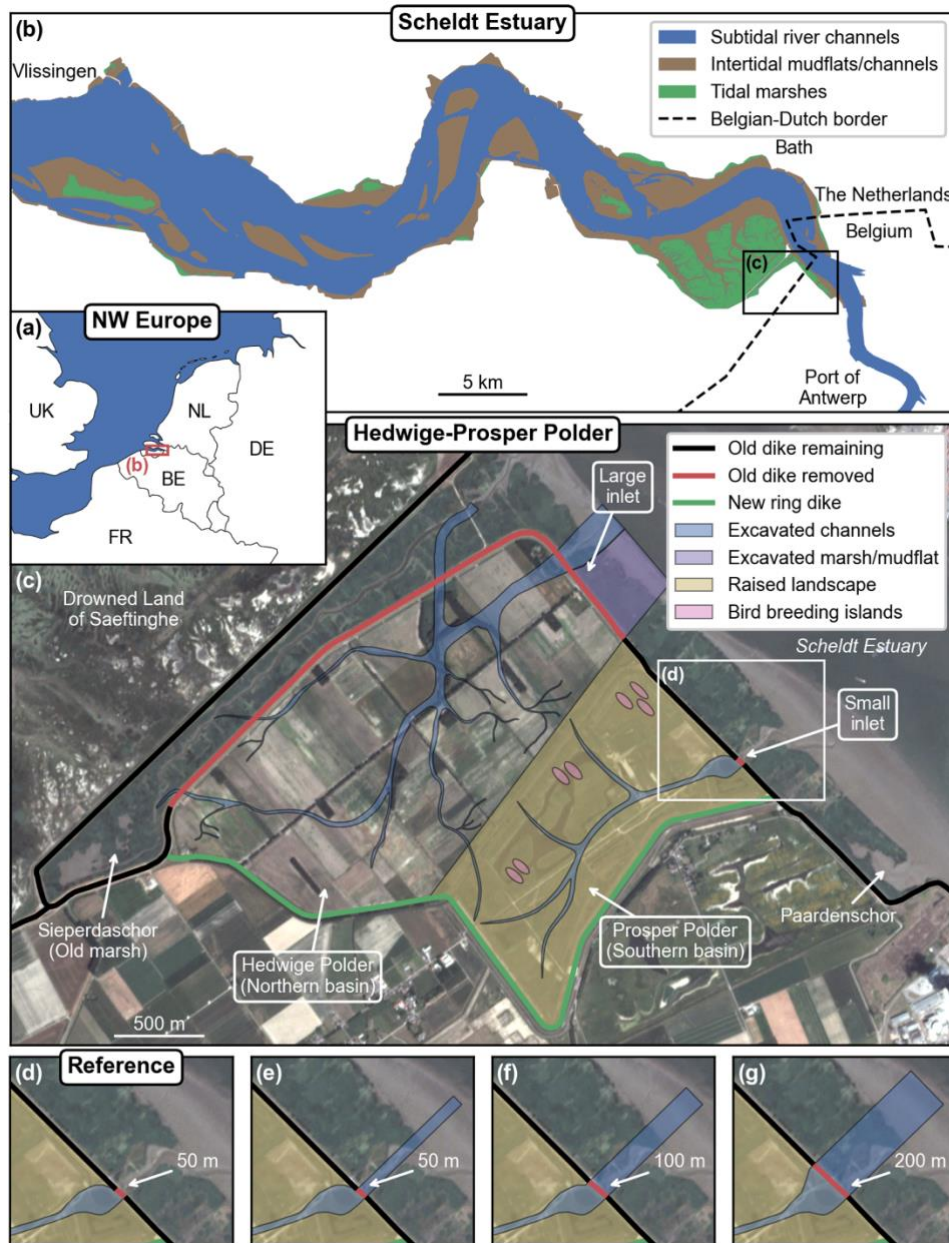 Scheldt Estuary
(b)
Vlissingen
Subtidal river channels
Intertidal mudflats/channels
Tidal marshes
Belgian-Dutch border
Bath
The Netherlands
Belgium
(c)
5 km
Port of
Antwerp
(a)
NW Europe
UK
NL
DE
(b)
BE
FR
Hedwige-Prosper Polder
Old dike remaining
Old dike removed
New ring dike
Excavated channels
Excavated marsh/mudflat
Raised landscape
Bird breeding islands
Large
inlet
(c)
Drowned Land
of Saeftinghe
Scheldt Estuary
(d)
Small
inlet
Sieperdaschor
(Old marsh)
Hedwige Polder
(Northern basin)
Prosper Polder
(Southern basin)
Paardenschor
500 m
(d)
Reference
50 m
(e)
50 m
(f)
100 m
(g)
200 m